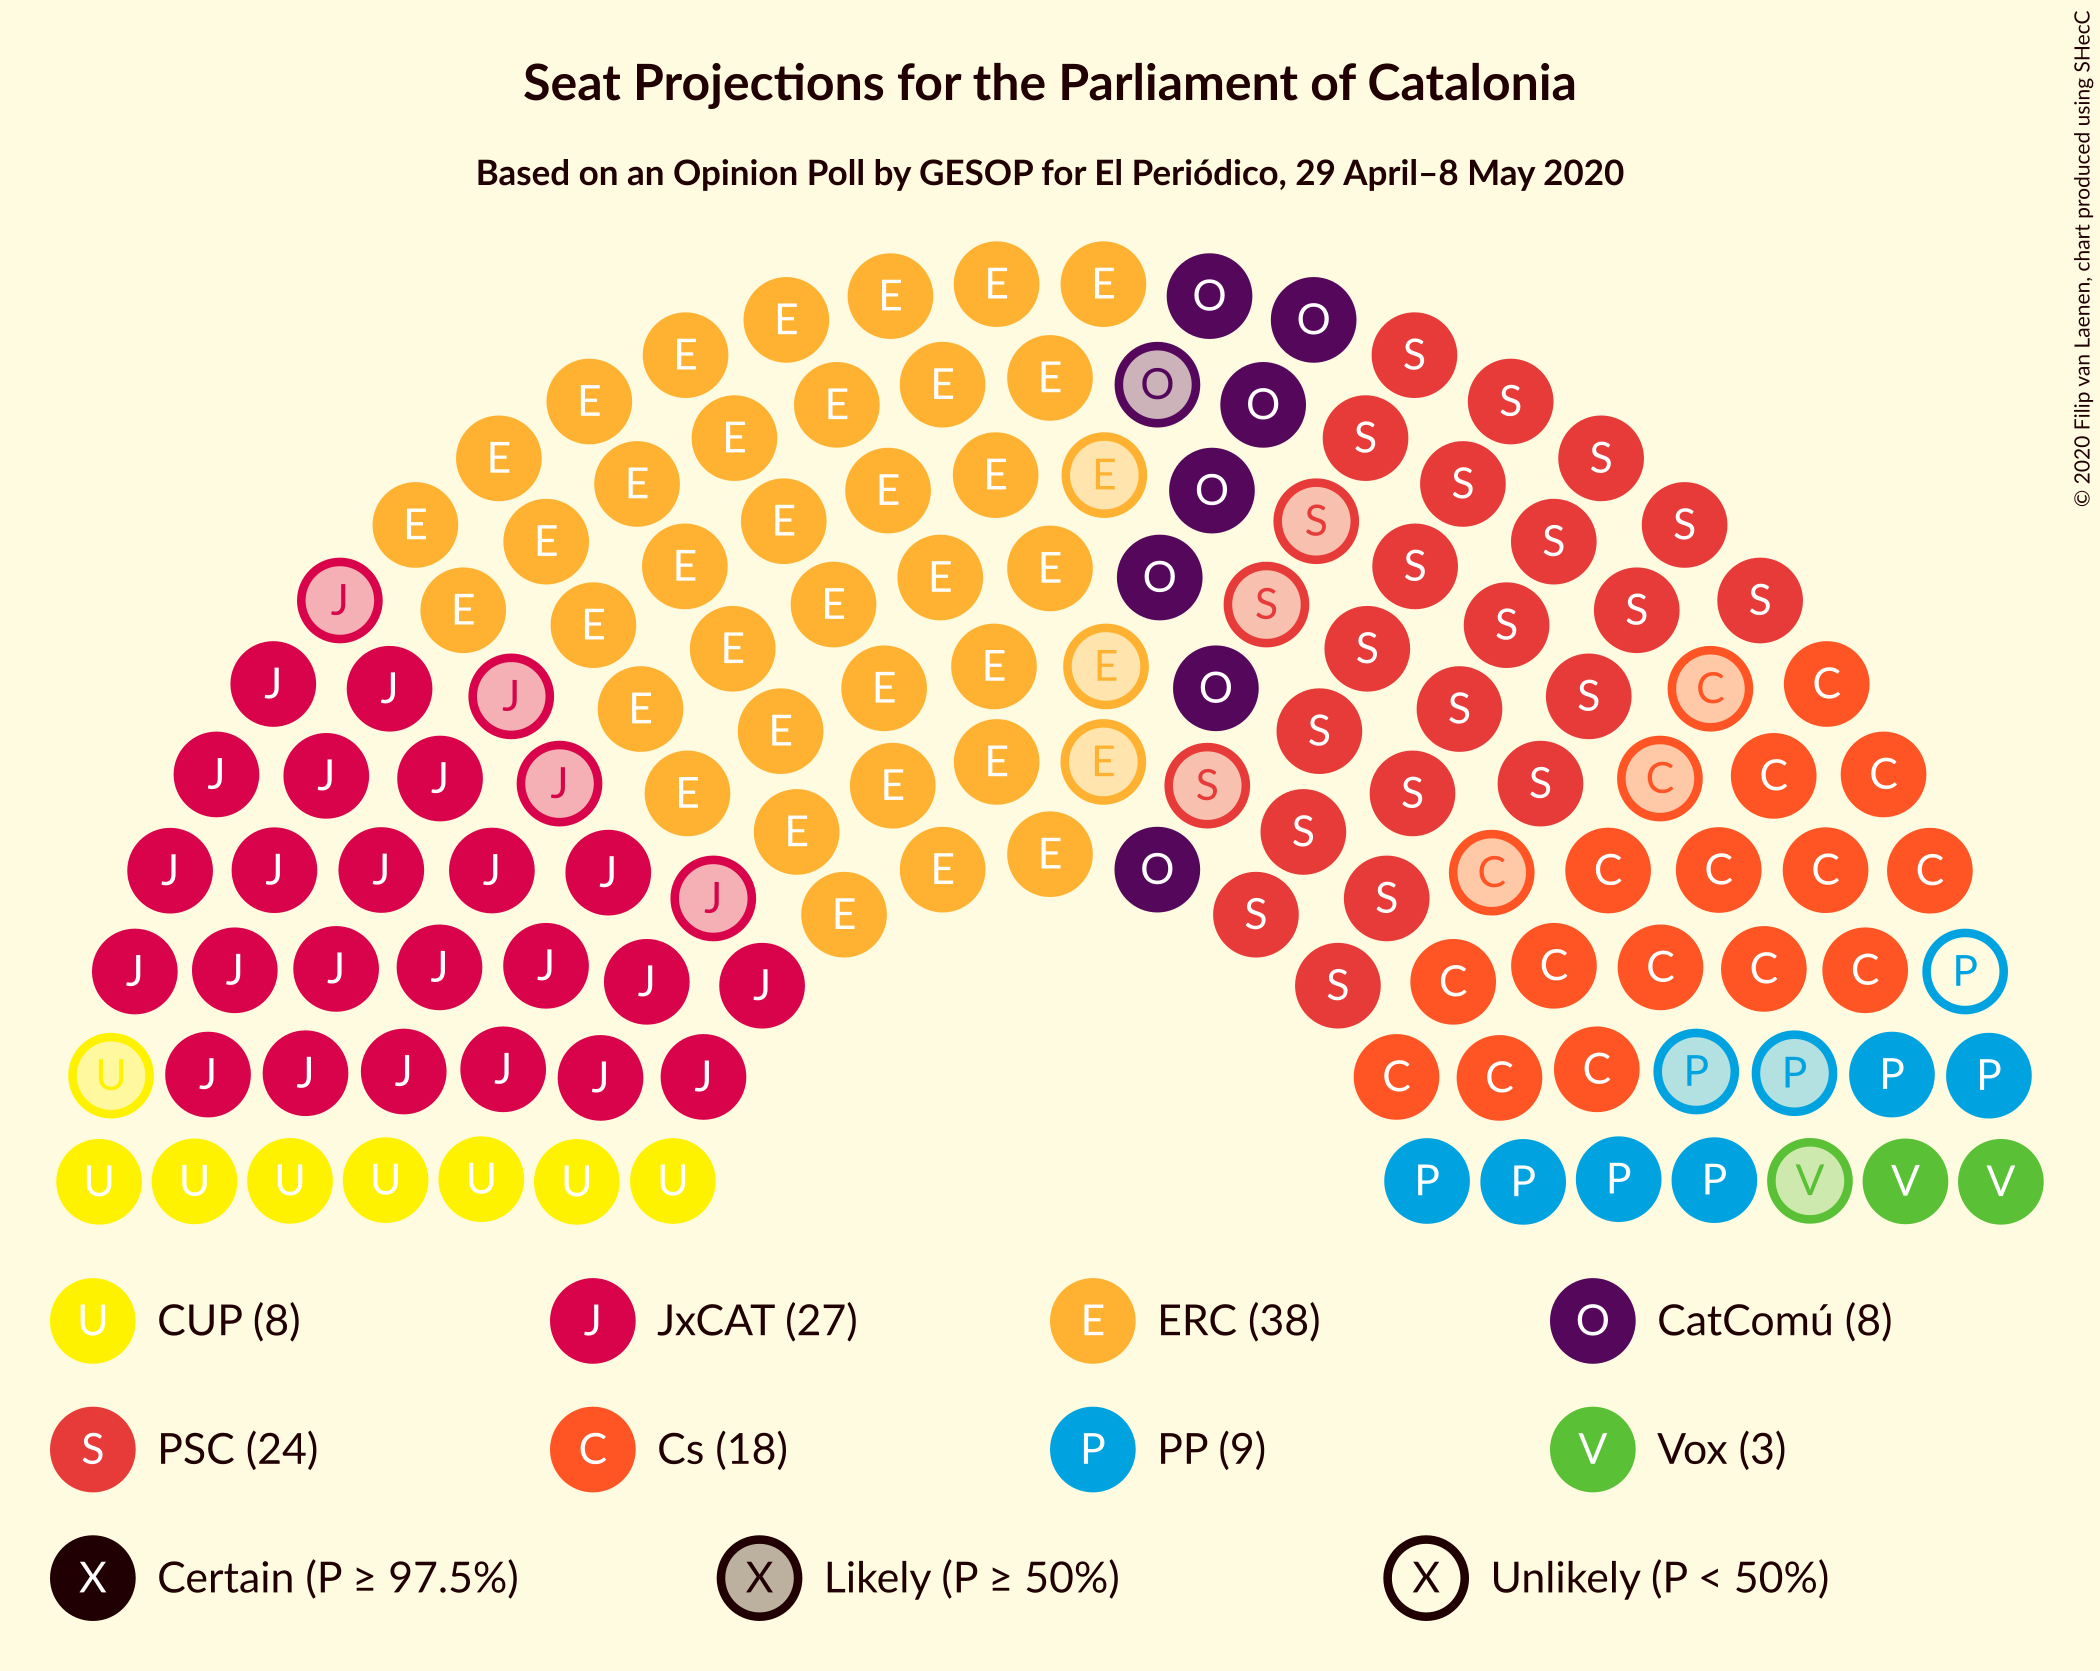 Seat Projections for the Parliament of Catalonia
Based on an Opinion Poll by GESOP for El Periódico, 29 April–8 May 2020
© 2020 Filip van Laenen, chart produced using SHecC
E E O O
E E S S
E E O O S S
E E E E S S
E E E O S S
E E E S S S
J E E E O S S S
J J J E E E E O S S S C C
J J J J E E E E S S S S C C C
J J J J J J E E E O S S C C C C C
J J J J J J J S C C C C C P
U J J J J J J C C C P P P P
U U U U U U U P P P P V V V
U CUP (8)
J JxCAT (27)
E ERC (38)
O CatComú (8)
S PSC (24)
C Cs (18)
P PP (9)
V Vox (3)
X Certain (P ≥ 97.5%)
X Likely (P ≥ 50%)
X Unlikely (P < 50%)